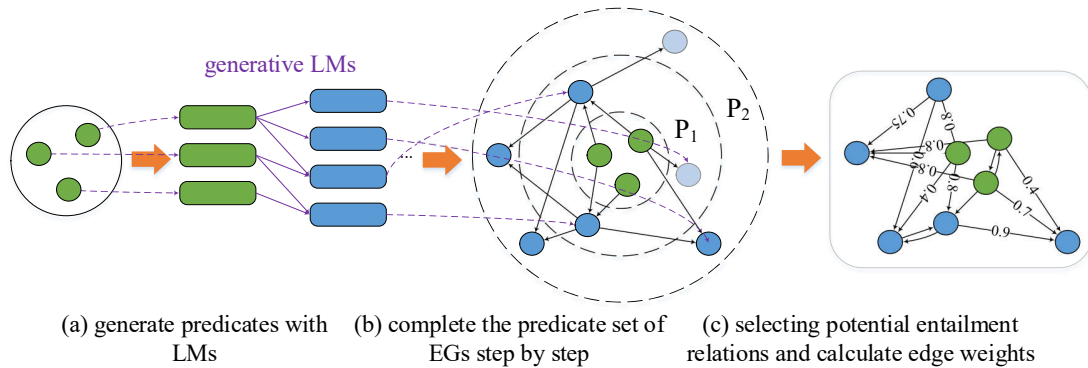 generative LMs
...
P1
P2
0.75
0.8
0.8
0.8
0.8
0.4
0.4
0.7
0.9
(a) generate predicates with
LMs
(b) complete the predicate set of
EGs step by step
(c) selecting potential entailment
relations and calculate edge weights